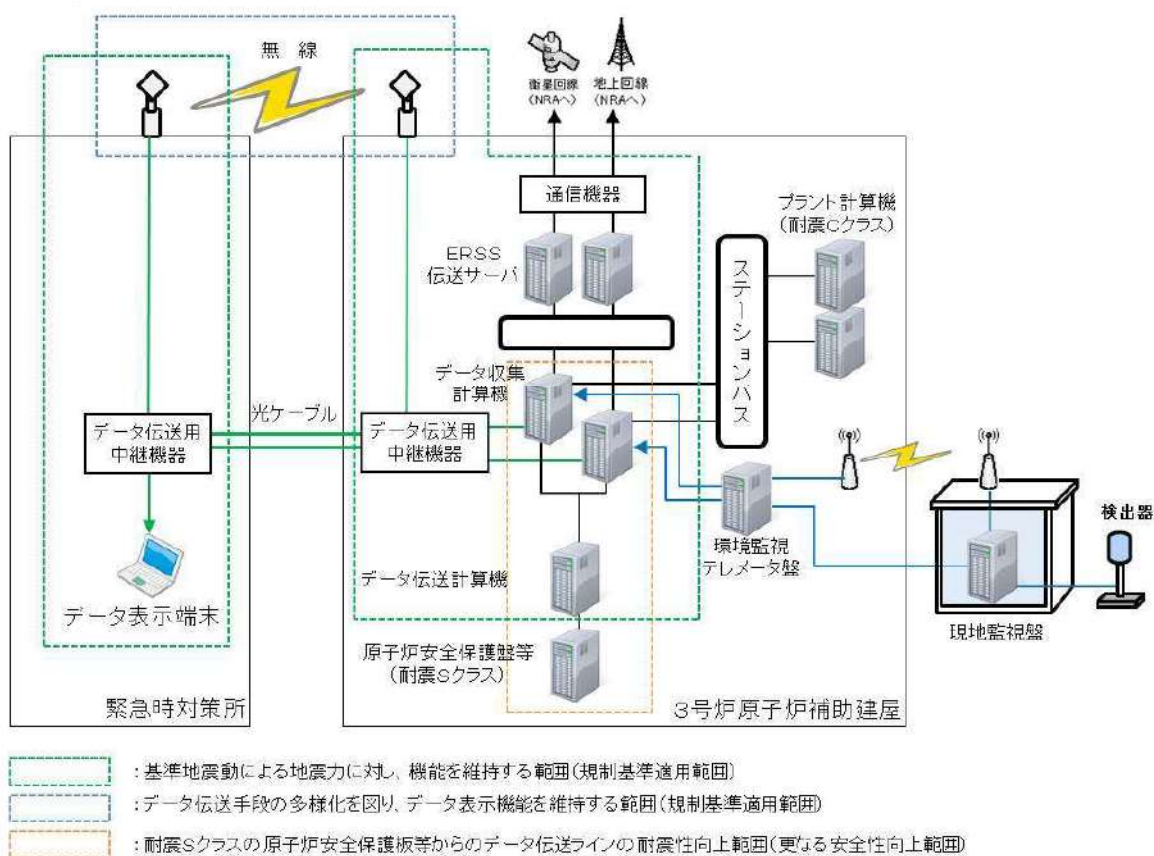 無 線
衛星回線
(NRAへ)
地上回線
(NRAへ)
通信機器
ERSS
伝送サーバ
プラント計算機
(耐震Cクラス)
ステーションバス
データ収集
計算機
光ケーブル
データ伝送用
中継機器
データ伝送用
中継機器
環境監視
テレメータ盤
検出器
現地監視盤
データ表示端末
データ伝送計算機
原子炉安全保護盤等
(耐震Sクラス)
緊急時対策所
3号炉原子炉補助建屋
:基準地震動による地震力に対し、機能を維持する範囲(規制基準適用範囲)
:データ伝送手段の多様化を図り、データ表示機能を維持する範囲(規制基準適用範囲)
:耐震Sクラスの原子炉安全保護板等からのデータ伝送ラインの耐震性向上範囲(更なる安全性向上範囲)